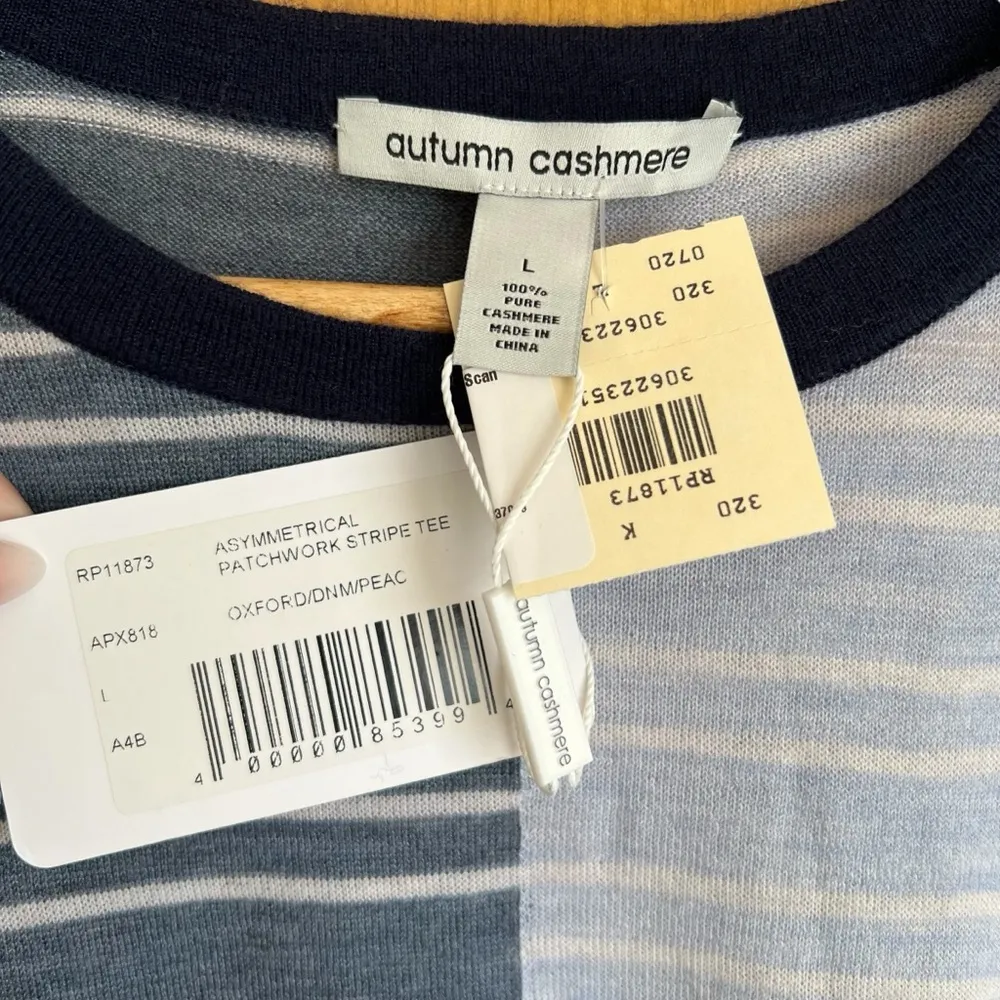 autumn cashmere
L
100%
PURE
CASHMERE
MADE IN
CHINA
Scan
0720
320
306223
30622351
RP11873
320
K
RP11873
ASYMMETRICAL
PATCHWORK STRIPE TEE
OXFORD/DNM/PEAC
APX818
L
A4B
4 00000 85399 4
autumn cashmere